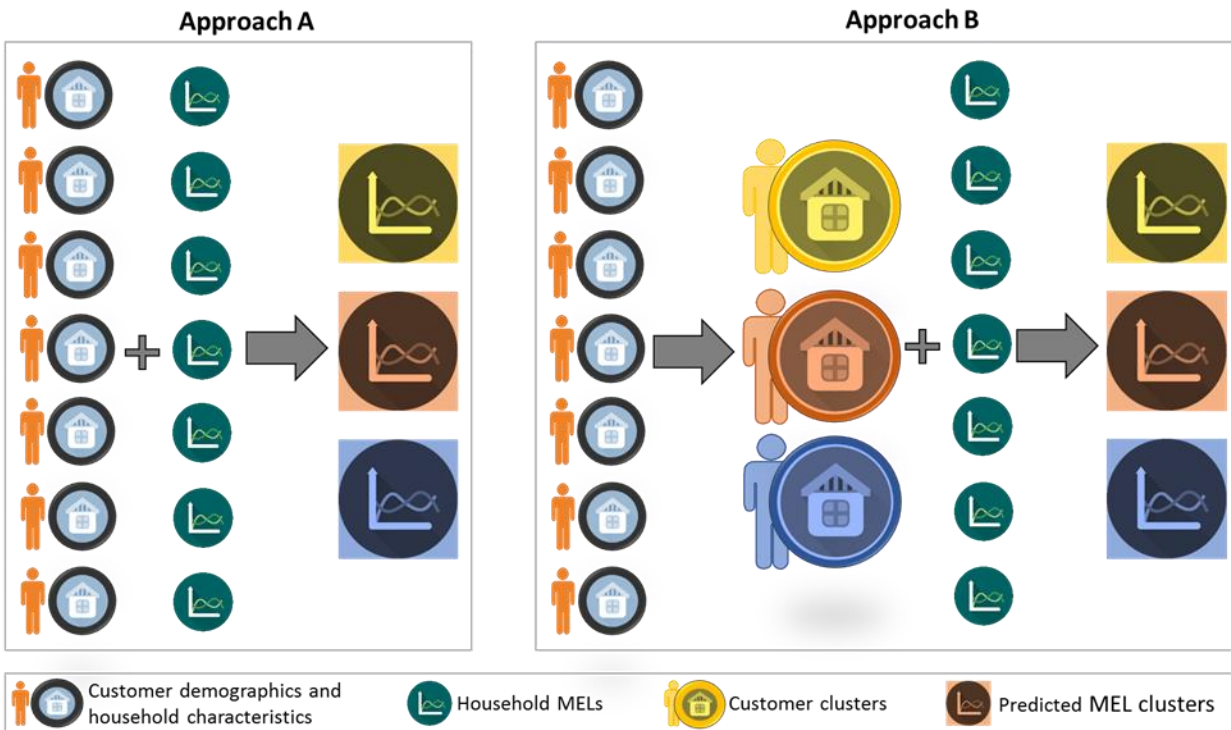 Approach A
Approach B
Customer demographics and
household characteristics
Household MELs
Customer clusters
Predicted MEL clusters